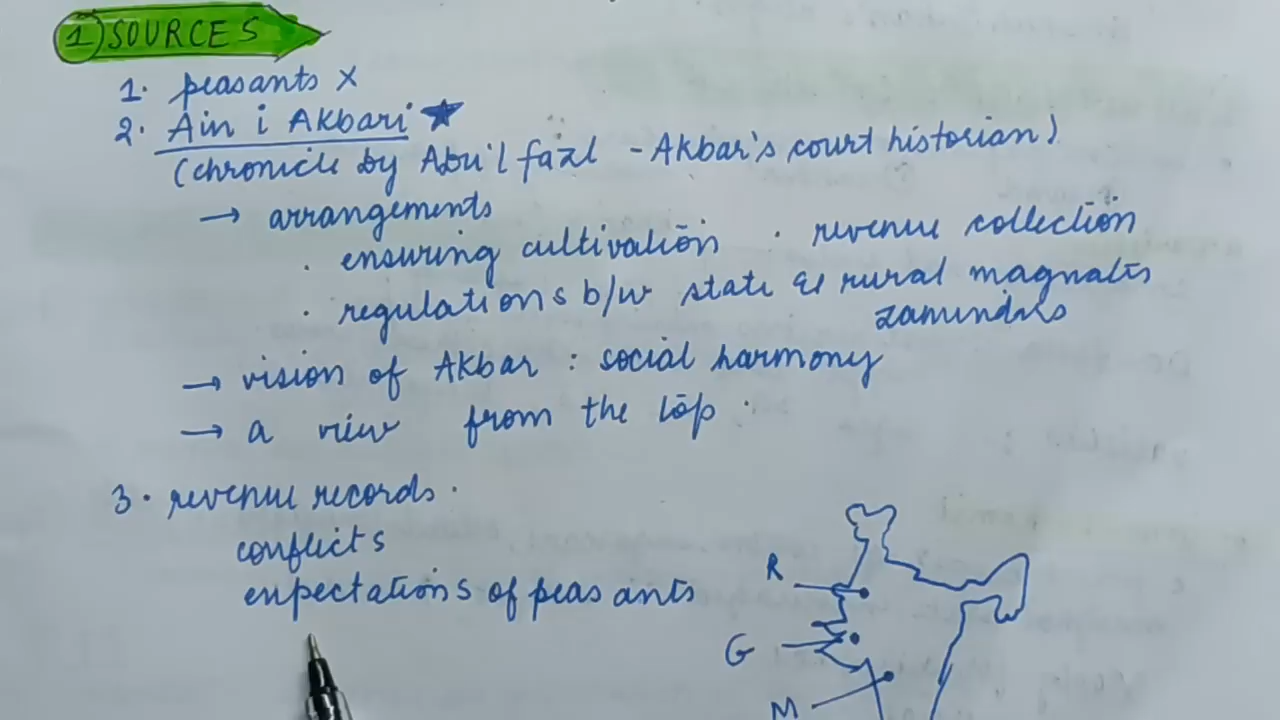 1 SOURCES
1. peasants x
2. Ain i Akbari ★
(chronicle by Abu'l fazl - Akbar's court historian)
→ arrangements
. ensuring cultivation . revenue collection
. regulations b/w state & rural magnates
zamindars
→ vision of Akbar : social harmony
→ a view from the top.
3. revenue records.
conflicts
expectations of peasants
R
G
M